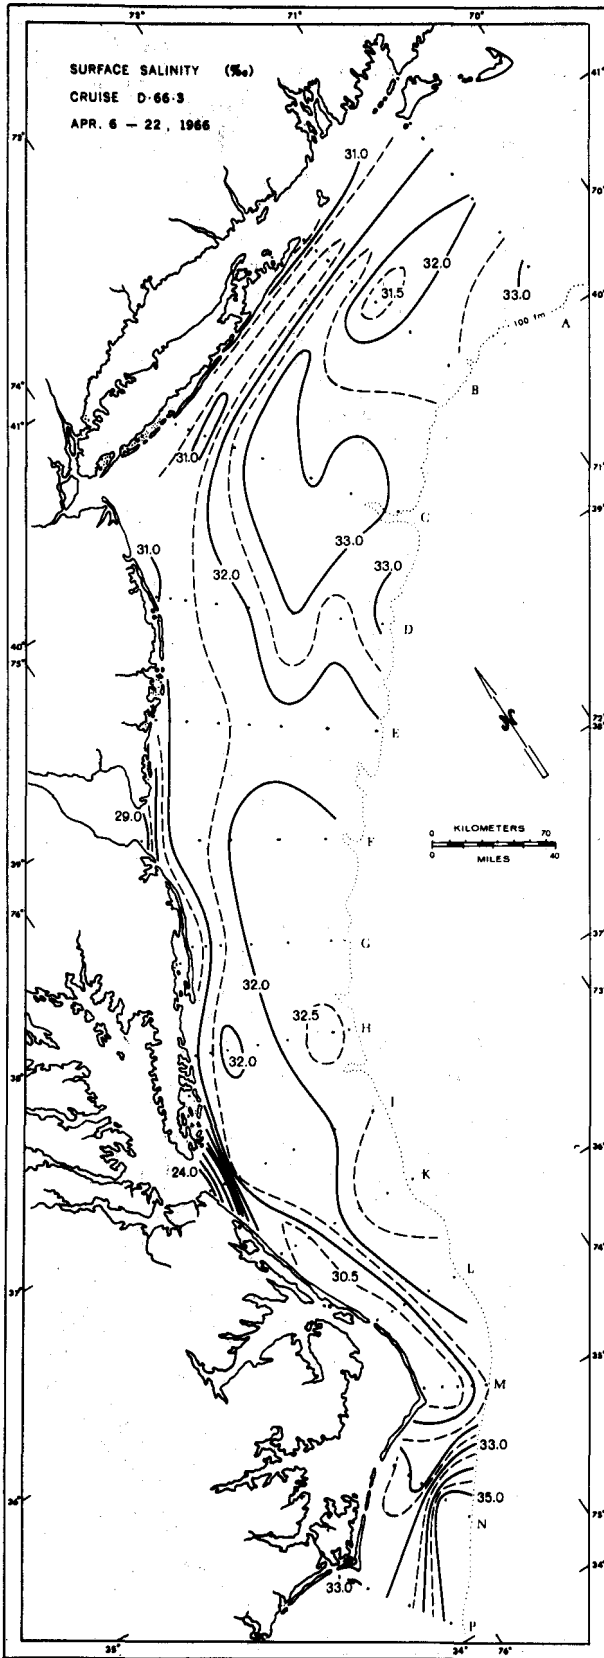 72°
71°
70°
SURFACE SALINITY (‰)
CRUISE D-66-3
APR. 6 — 22, 1966
41°
73°
31.0
70°
32.0
31.5
33.0
40°
100 fm
A
B
74°
41°
31.0
71°
39°
C
33.0
31.0
32.0
33.0
D
40°
75°
N
E
29.0
KILOMETERS
0 70
0 40
MILES
F
39°
76°
G
37°
32.0
73°
32.5
H
32.0
38°
I
36°
24.0
K
74°
30.5
L
37°
35°
M
33.0
35.0
36°
75°
N
34°
33.0
P
35°
34°
76°